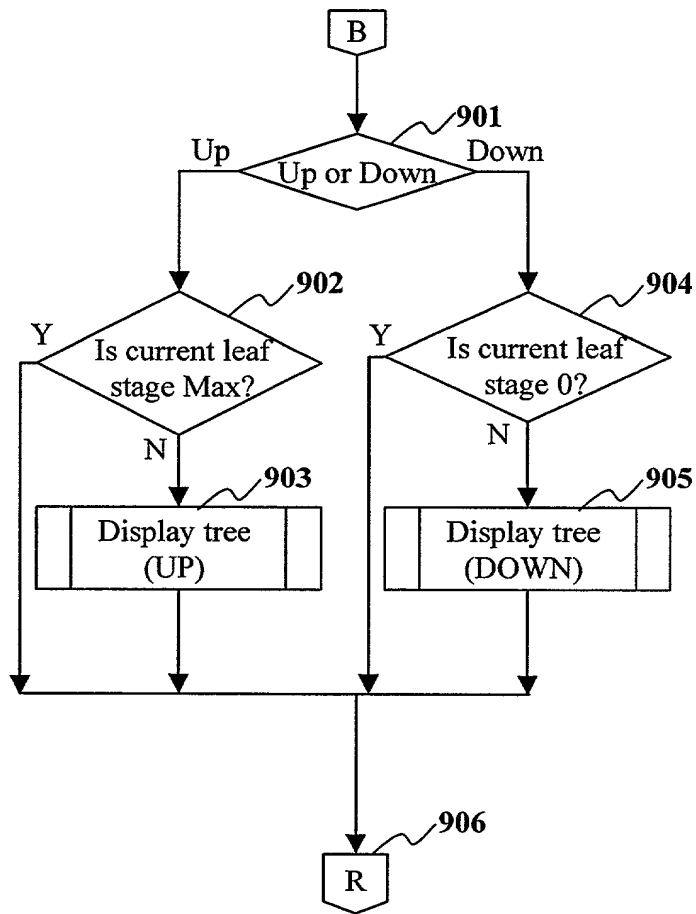 B
901
Up
Up or Down
Down
902
904
Y
Is current leaf
stage Max?
Y
Is current leaf
stage 0?
N
N
903
905
Display tree
(UP)
Display tree
(DOWN)
906
R